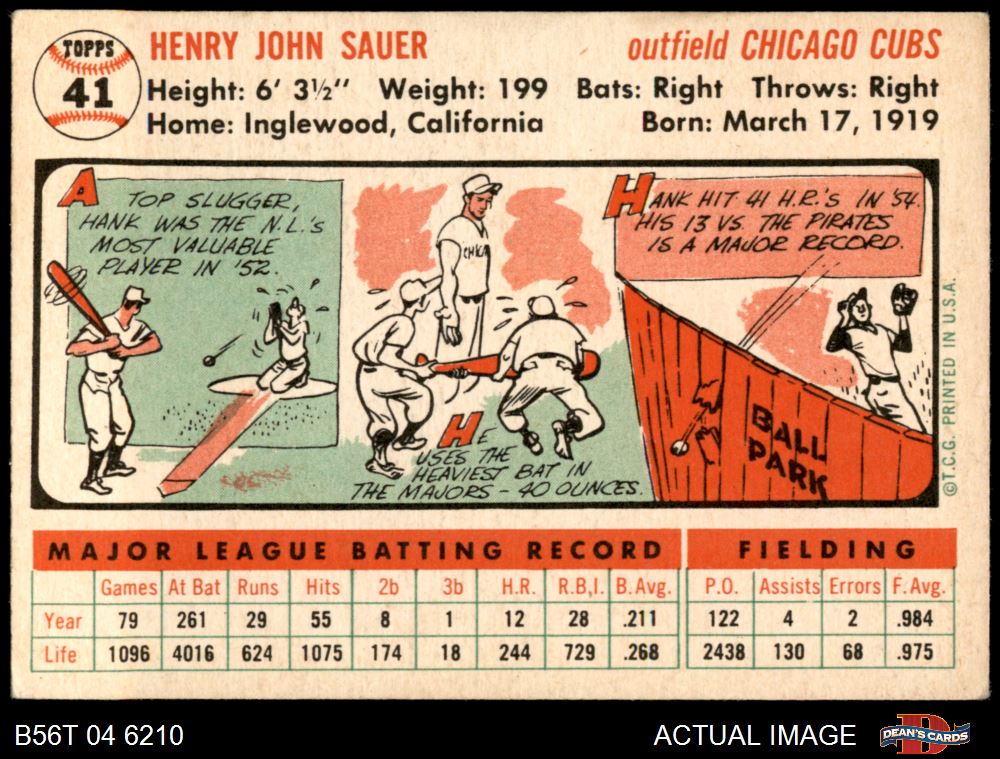 TOPPS
41
HENRY JOHN SAUER
outfield CHICAGO CUBS
Height: 6' 3½" Weight: 199 Bats: Right Throws: Right
Home: Inglewood, California
Born: March 17, 1919
A TOP SLUGGER,
HANK WAS THE N.L.'s
MOST VALUABLE
PLAYER IN '52.
CHICA
HE
USES THE
HEAVIEST BAT IN
THE MAJORS – 40 OUNCES.
HANK HIT 41 H.R.'s IN '54.
HIS 13 VS. THE PIRATES
IS A MAJOR RECORD.
BALL
PARK
©T.C.G. PRINTED IN U.S.A.
MAJOR LEAGUE BATTING RECORD FIELDING
Games At Bat Runs Hits 2b 3b H.R. R.B.I. B. Avg. P.O. Assists Errors F. Avg.
Year 79 261 29 55 8 1 12 28 .211 122 4 2 .984
Life 1096 4016 624 1075 174 18 244 729 .268 2438 130 68 .975
B56T 04 6210
ACTUAL IMAGE
D
DEAN'S CARDS